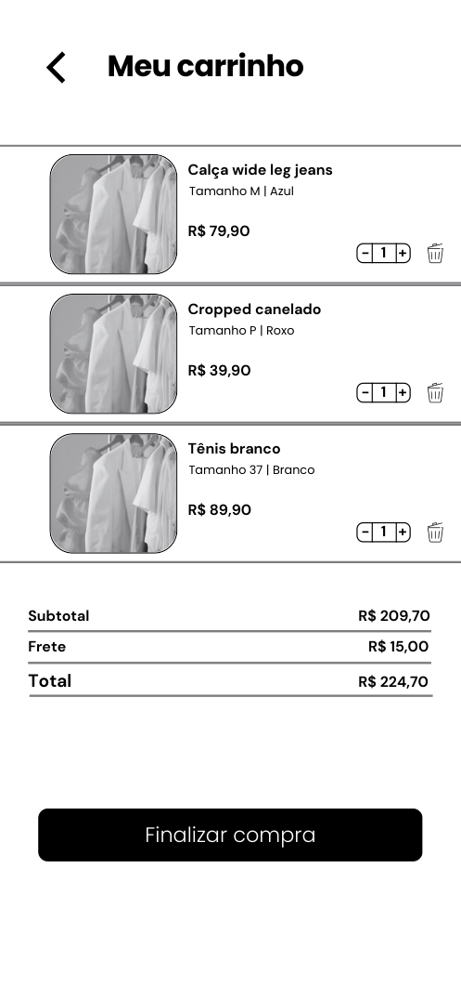 Meu carrinho
Calça wide leg jeans
Tamanho M | Azul
R$ 79,90
- 1 +
Cropped canelado
Tamanho P | Roxo
R$ 39,90
- 1 +
Tênis branco
Tamanho 37 | Branco
R$ 89,90
- 1 +
Subtotal R$ 209,70
Frete R$ 15,00
Total R$ 224,70
Finalizar compra